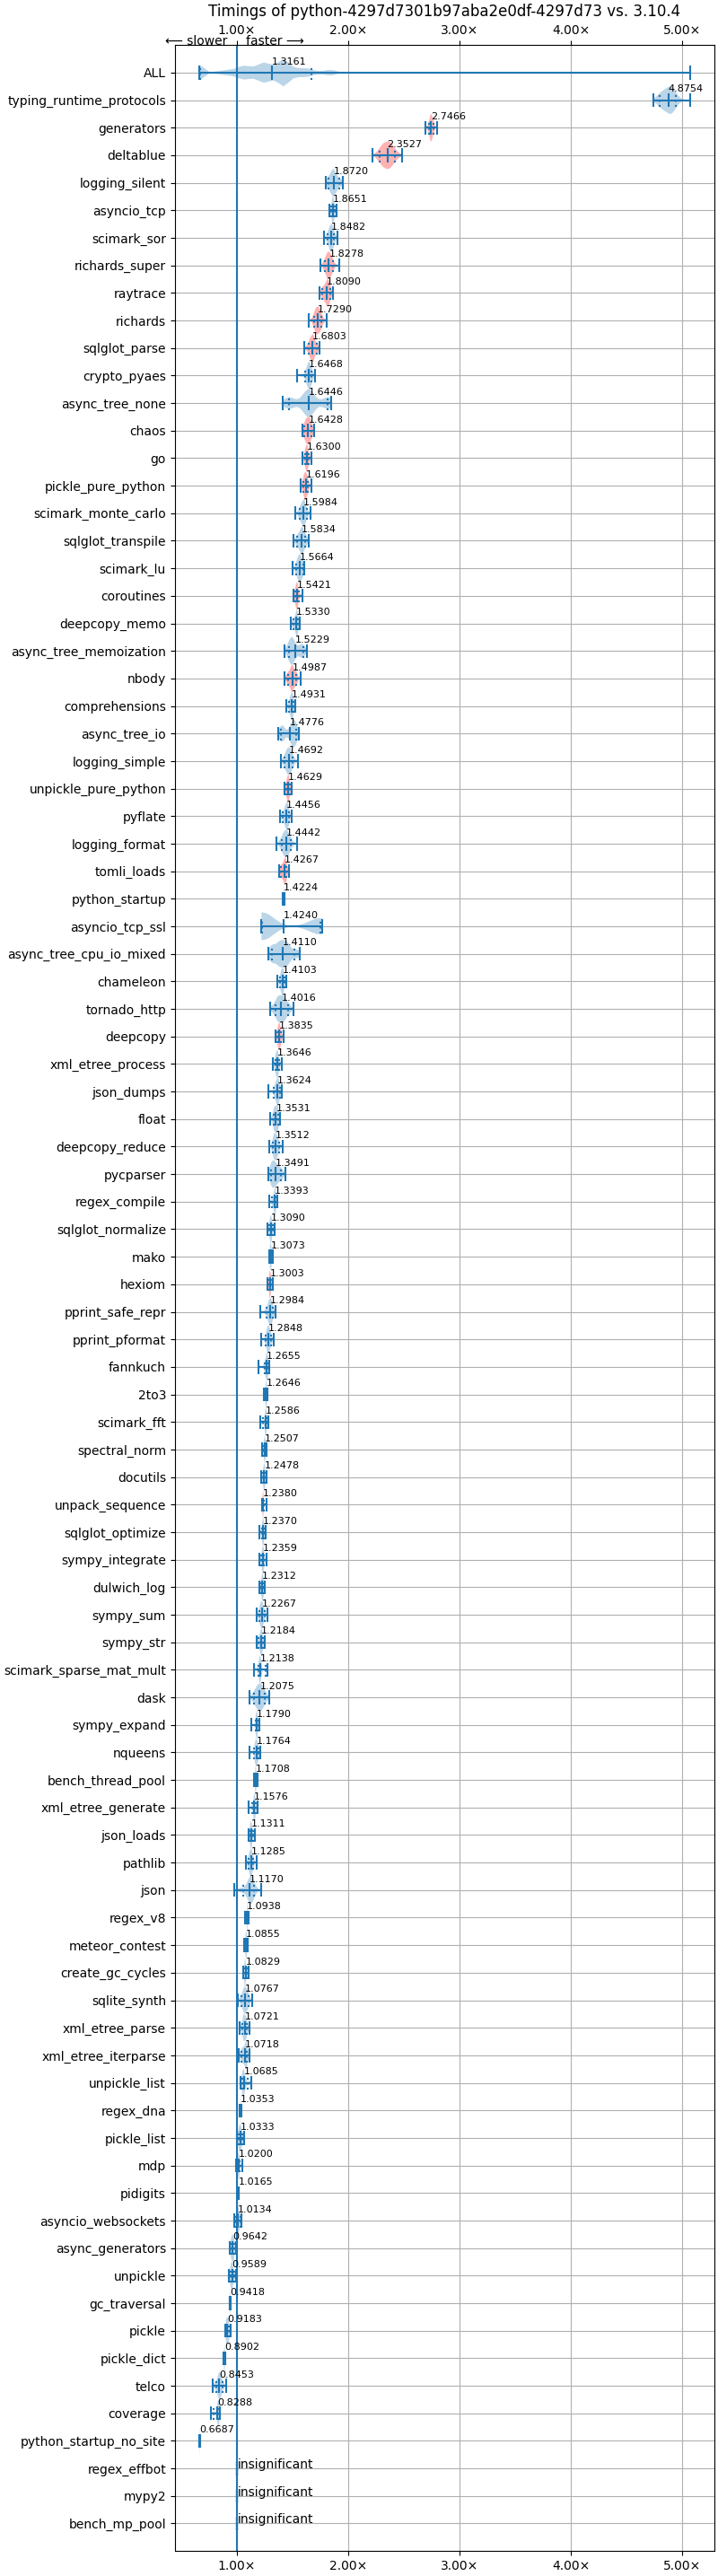 Timings of python-4297d7301b97aba2e0df-4297d73 vs. 3.10.4
1.00× 2.00× 3.00× 4.00× 5.00×
⟵ slower faster ⟶
ALL 1.3161
typing_runtime_protocols 4.8754
generators 2.7466
deltablue 2.3527
logging_silent 1.8720
asyncio_tcp 1.8651
scimark_sor 1.8482
richards_super 1.8278
raytrace 1.8090
richards 1.7290
sqlglot_parse 1.6803
crypto_pyaes 1.6468
async_tree_none 1.6446
chaos 1.6428
go 1.6300
pickle_pure_python 1.6196
scimark_monte_carlo 1.5984
sqlglot_transpile 1.5834
scimark_lu 1.5664
coroutines 1.5421
deepcopy_memo 1.5330
async_tree_memoization 1.5229
nbody 1.4987
comprehensions 1.4931
async_tree_io 1.4776
logging_simple 1.4692
unpickle_pure_python 1.4629
pyflate 1.4456
logging_format 1.4442
tomli_loads 1.4267
python_startup 1.4224
asyncio_tcp_ssl 1.4240
async_tree_cpu_io_mixed 1.4110
chameleon 1.4103
tornado_http 1.4016
deepcopy 1.3835
xml_etree_process 1.3646
json_dumps 1.3624
float 1.3531
deepcopy_reduce 1.3512
pycparser 1.3491
regex_compile 1.3393
sqlglot_normalize 1.3090
mako 1.3073
hexiom 1.3003
pprint_safe_repr 1.2984
pprint_pformat 1.2848
fannkuch 1.2655
2to3 1.2646
scimark_fft 1.2586
spectral_norm 1.2507
docutils 1.2478
unpack_sequence 1.2380
sqlglot_optimize 1.2370
sympy_integrate 1.2359
dulwich_log 1.2312
sympy_sum 1.2267
sympy_str 1.2184
scimark_sparse_mat_mult 1.2138
dask 1.2075
sympy_expand 1.1790
nqueens 1.1764
bench_thread_pool 1.1708
xml_etree_generate 1.1576
json_loads 1.1311
pathlib 1.1285
json 1.1170
regex_v8 1.0938
meteor_contest 1.0855
create_gc_cycles 1.0829
sqlite_synth 1.0767
xml_etree_parse 1.0721
xml_etree_iterparse 1.0718
unpickle_list 1.0685
regex_dna 1.0353
pickle_list 1.0333
mdp 1.0200
pidigits 1.0165
asyncio_websockets 1.0134
async_generators 0.9642
unpickle 0.9589
gc_traversal 0.9418
pickle 0.9183
pickle_dict 0.8902
telco 0.8453
coverage 0.8288
python_startup_no_site 0.6687
regex_effbot insignificant
mypy2 insignificant
bench_mp_pool insignificant
1.00× 2.00× 3.00× 4.00× 5.00×